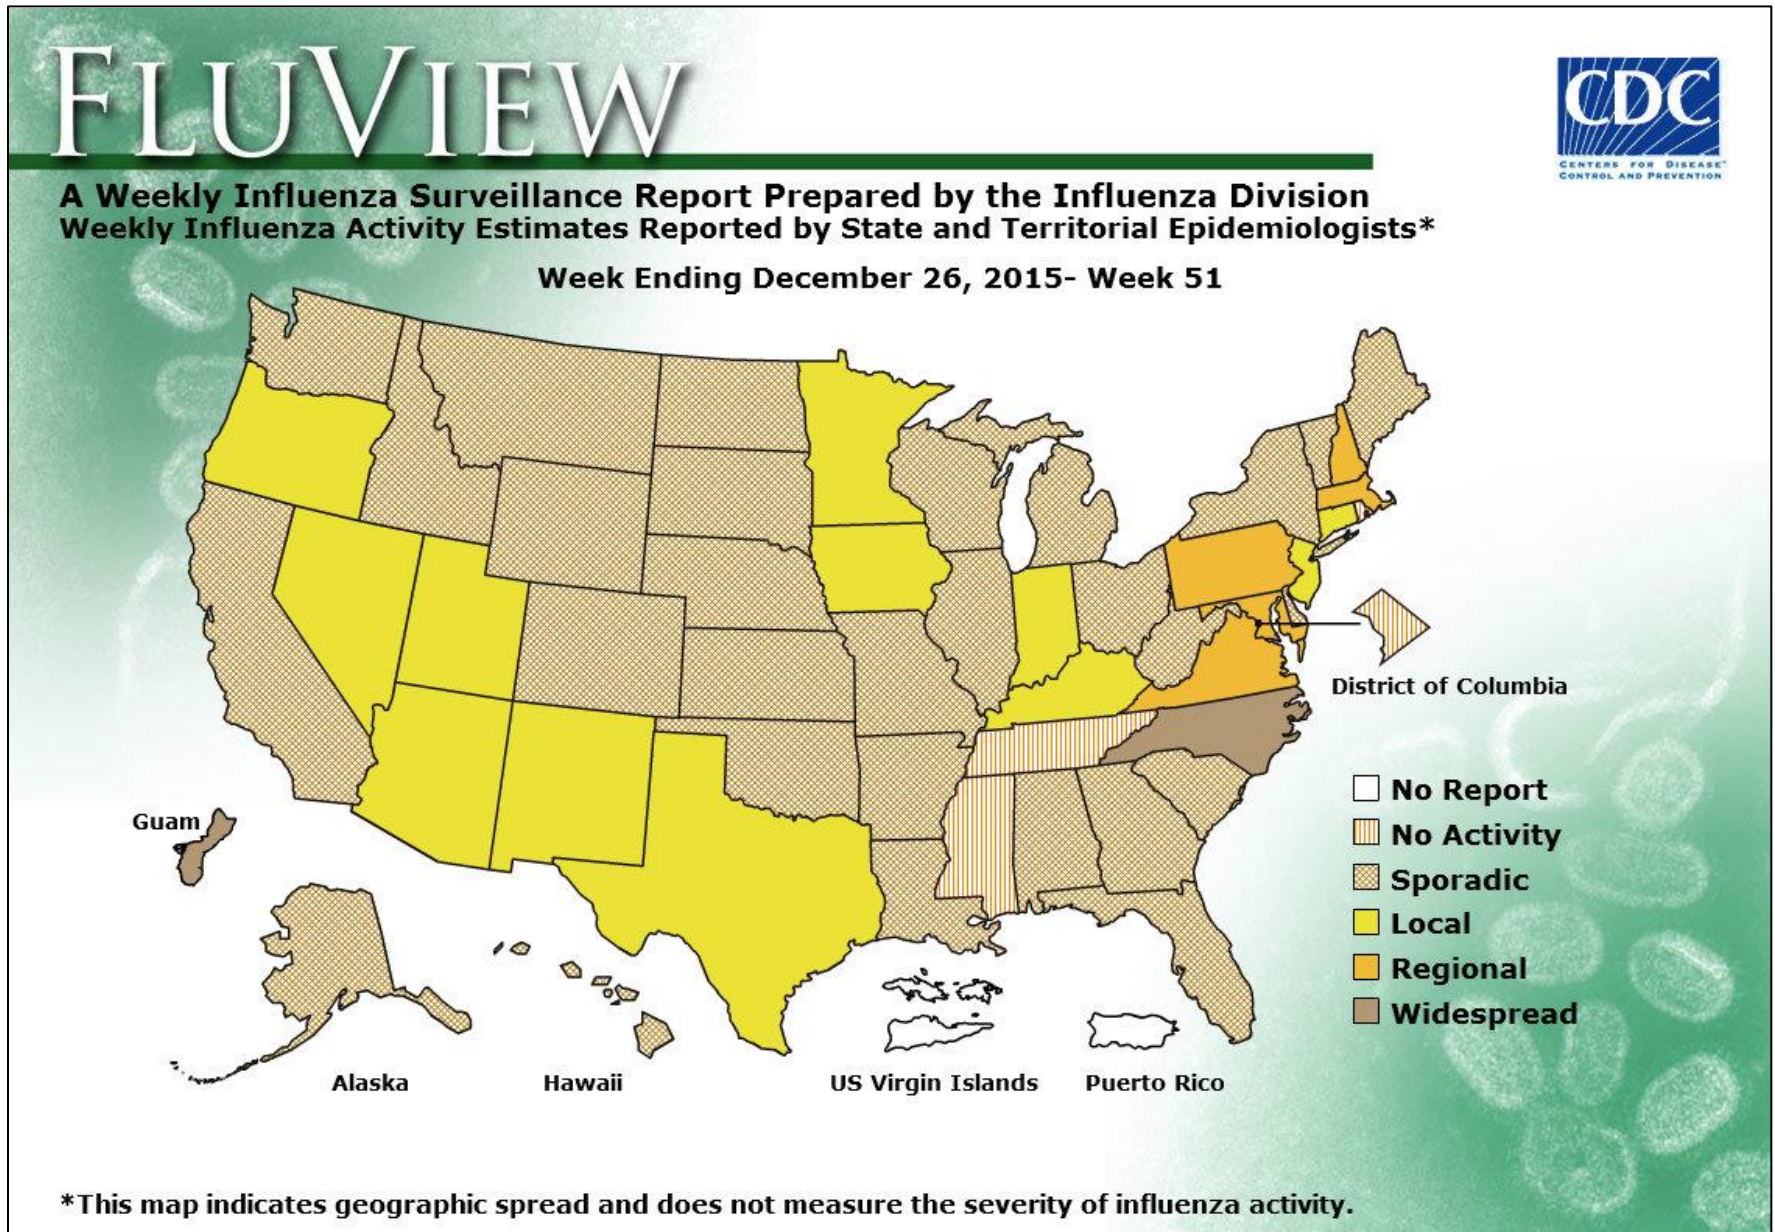 FLUVIEW
CDC
CENTERS FOR DISEASE™
CONTROL AND PREVENTION
A Weekly Influenza Surveillance Report Prepared by the Influenza Division
Weekly Influenza Activity Estimates Reported by State and Territorial Epidemiologists*
Week Ending December 26, 2015- Week 51
District of Columbia
Guam
No Report
No Activity
Sporadic
Local
Regional
Widespread
Alaska
Hawaii
US Virgin Islands
Puerto Rico
*This map indicates geographic spread and does not measure the severity of influenza activity.